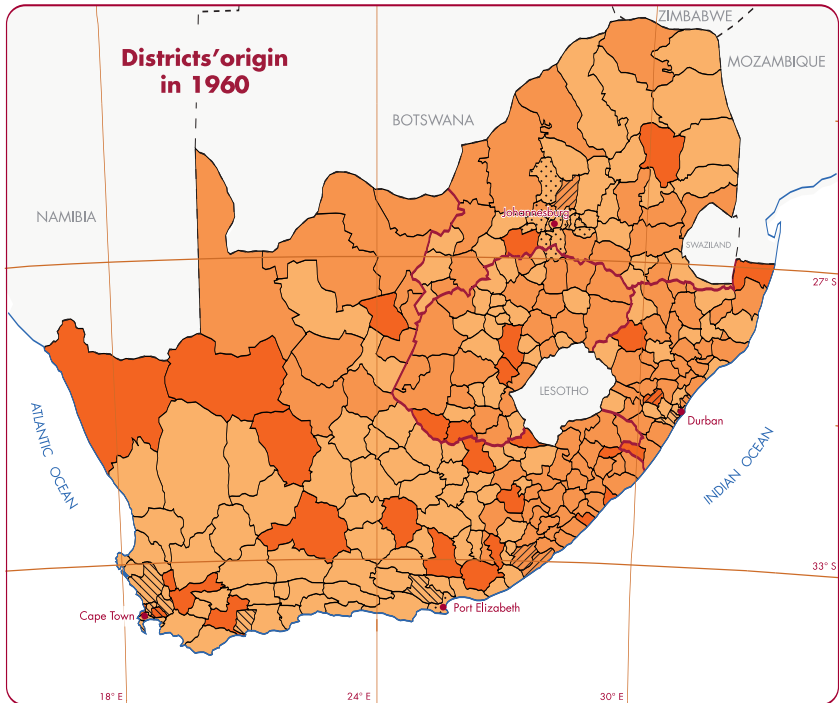 ZIMBABWE
Districts'origin
in 1960
MOZAMBIQUE
BOTSWANA
NAMIBIA
Johannesburg
SWAZILAND
27° S
LESOTHO
Durban
ATLANTIC OCEAN
INDIAN OCEAN
33° S
Port Elizabeth
Cape Town
18° E
24° E
30° E